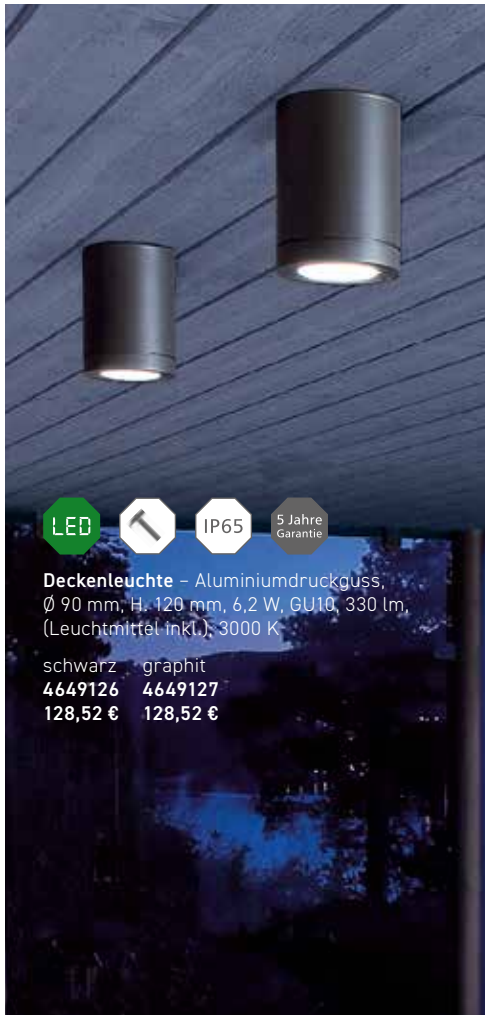 LED
IP65
5 Jahre
Garantie
Deckenleuchte – Aluminiumdruckguss,
Ø 90 mm, H. 120 mm, 6,2 W, GU10, 330 lm,
(Leuchtmittel inkl.), 3000 K
schwarz graphit
4649126 4649127
128,52 € 128,52 €